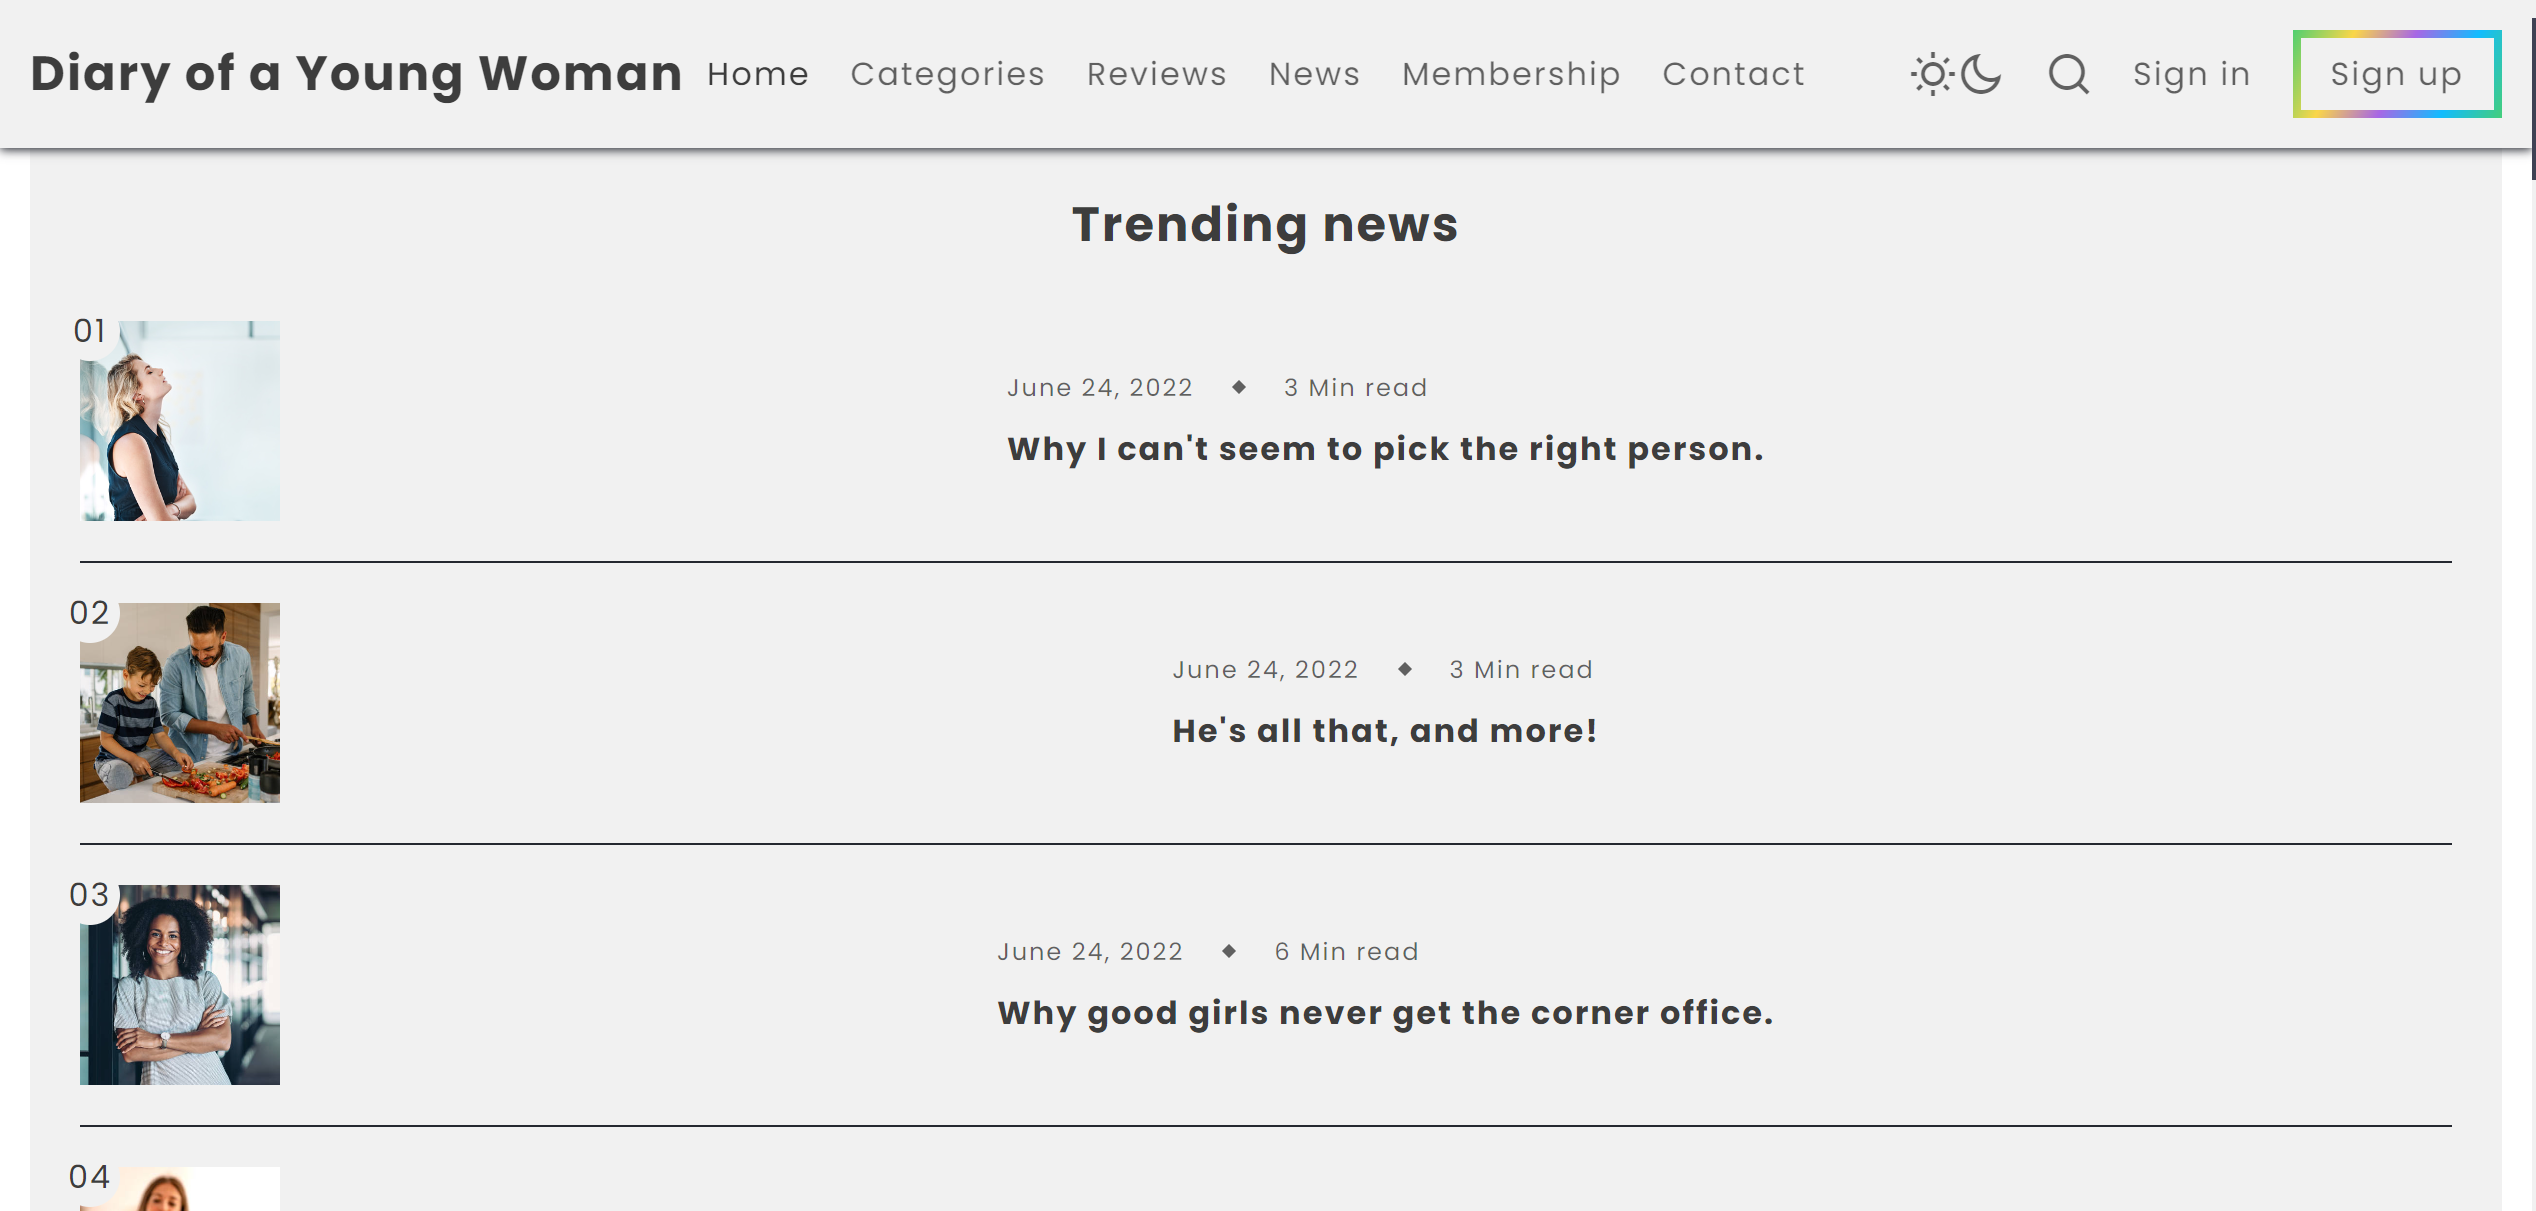 Diary of a Young Woman Home Categories Reviews News Membership Contact Sign in Sign up
Trending news
01
June 24, 2022 ◆ 3 Min read
Why I can't seem to pick the right person.
02
June 24, 2022 ◆ 3 Min read
He's all that, and more!
03
June 24, 2022 ◆ 6 Min read
Why good girls never get the corner office.
04